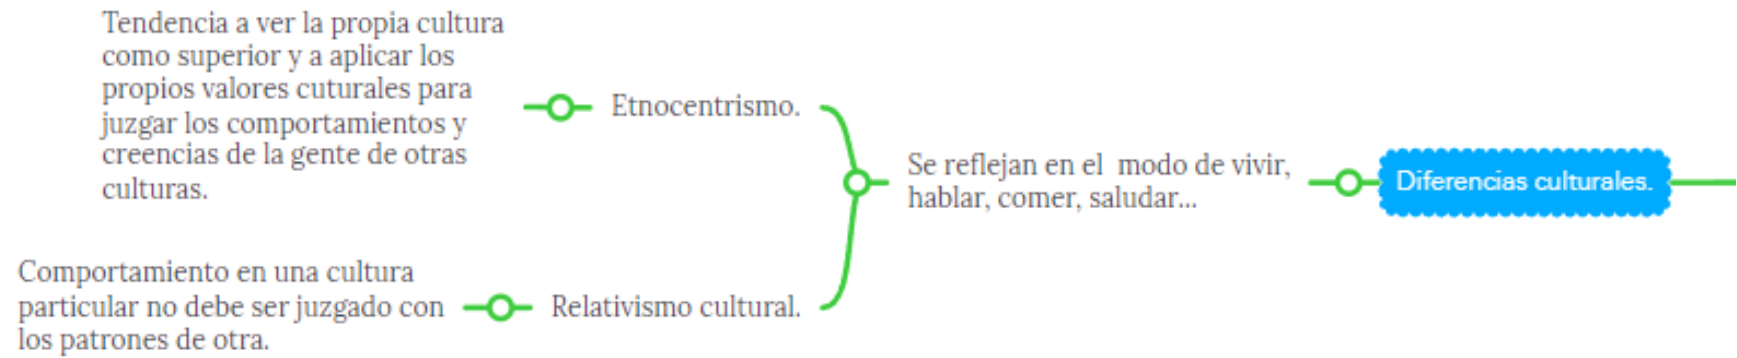 Tendencia a ver la propia cultura
como superior y a aplicar los
propios valores cuturales para
juzgar los comportamientos y
creencias de la gente de otras
culturas.
Etnocentrismo.
Se reflejan en el modo de vivir,
hablar, comer, saludar...
Diferencias culturales.
Comportamiento en una cultura
particular no debe ser juzgado con
los patrones de otra.
Relativismo cultural.